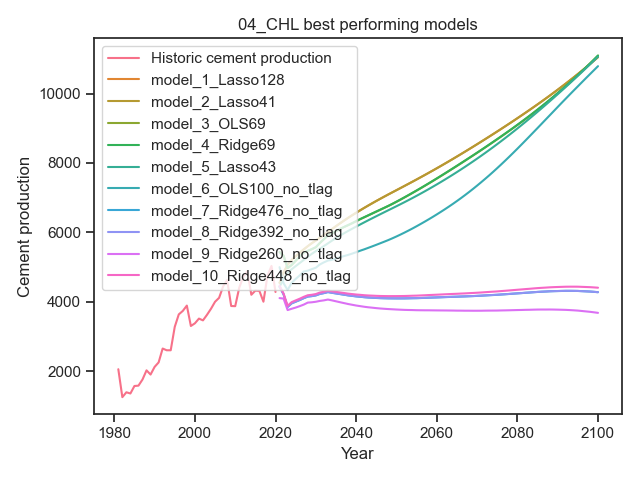 04_CHL best performing models
Historic cement production
model_1_Lasso128
model_2_Lasso41
model_3_OLS69
model_4_Ridge69
model_5_Lasso43
model_6_OLS100_no_tlag
model_7_Ridge476_no_tlag
model_8_Ridge392_no_tlag
model_9_Ridge260_no_tlag
model_10_Ridge448_no_tlag
Cement production
10000
8000
6000
4000
2000
1980 2000 2020 2040 2060 2080 2100
Year